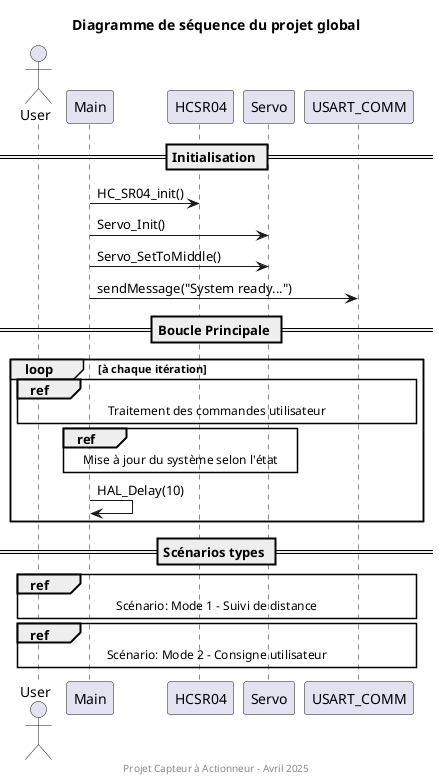 Diagramme de séquence du projet global
User
Main
HCSR04
Servo
USART_COMM
Initialisation
HC_SR04_init()
Servo_Init()
Servo_SetToMiddle()
sendMessage("System ready...")
Boucle Principale
loop [à chaque itération]
ref
Traitement des commandes utilisateur
ref
Mise à jour du système selon l'état
HAL_Delay(10)
Scénarios types
ref
Scénario: Mode 1 - Suivi de distance
ref
Scénario: Mode 2 - Consigne utilisateur
User
Main
HCSR04
Servo
USART_COMM
Projet Capteur à Actionneur - Avril 2025